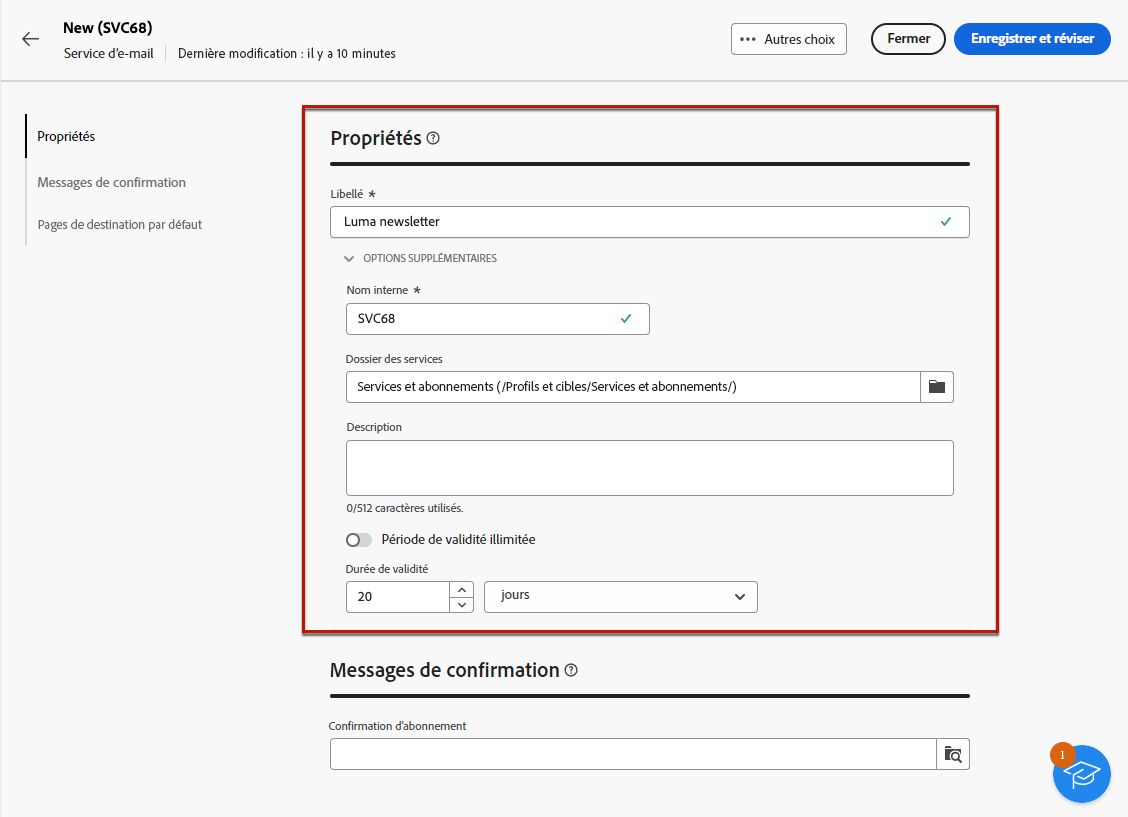 New (SVC68)
Service d'e-mail
Dernière modification : il y a 10 minutes
Autres choix
Fermer
Enregistrer et réviser
Propriétés
Messages de confirmation
Pages de destination par défaut
Propriétés
Libellé *
Luma newsletter
OPTIONS SUPPLÉMENTAIRES
Nom interne *
SVC68
Dossier des services
Services et abonnements (/Profils et cibles/Services et abonnements/)
Description
0/512 caractères utilisés.
Période de validité illimitée
Durée de validité
20
jours
Messages de confirmation
Confirmation d'abonnement
1